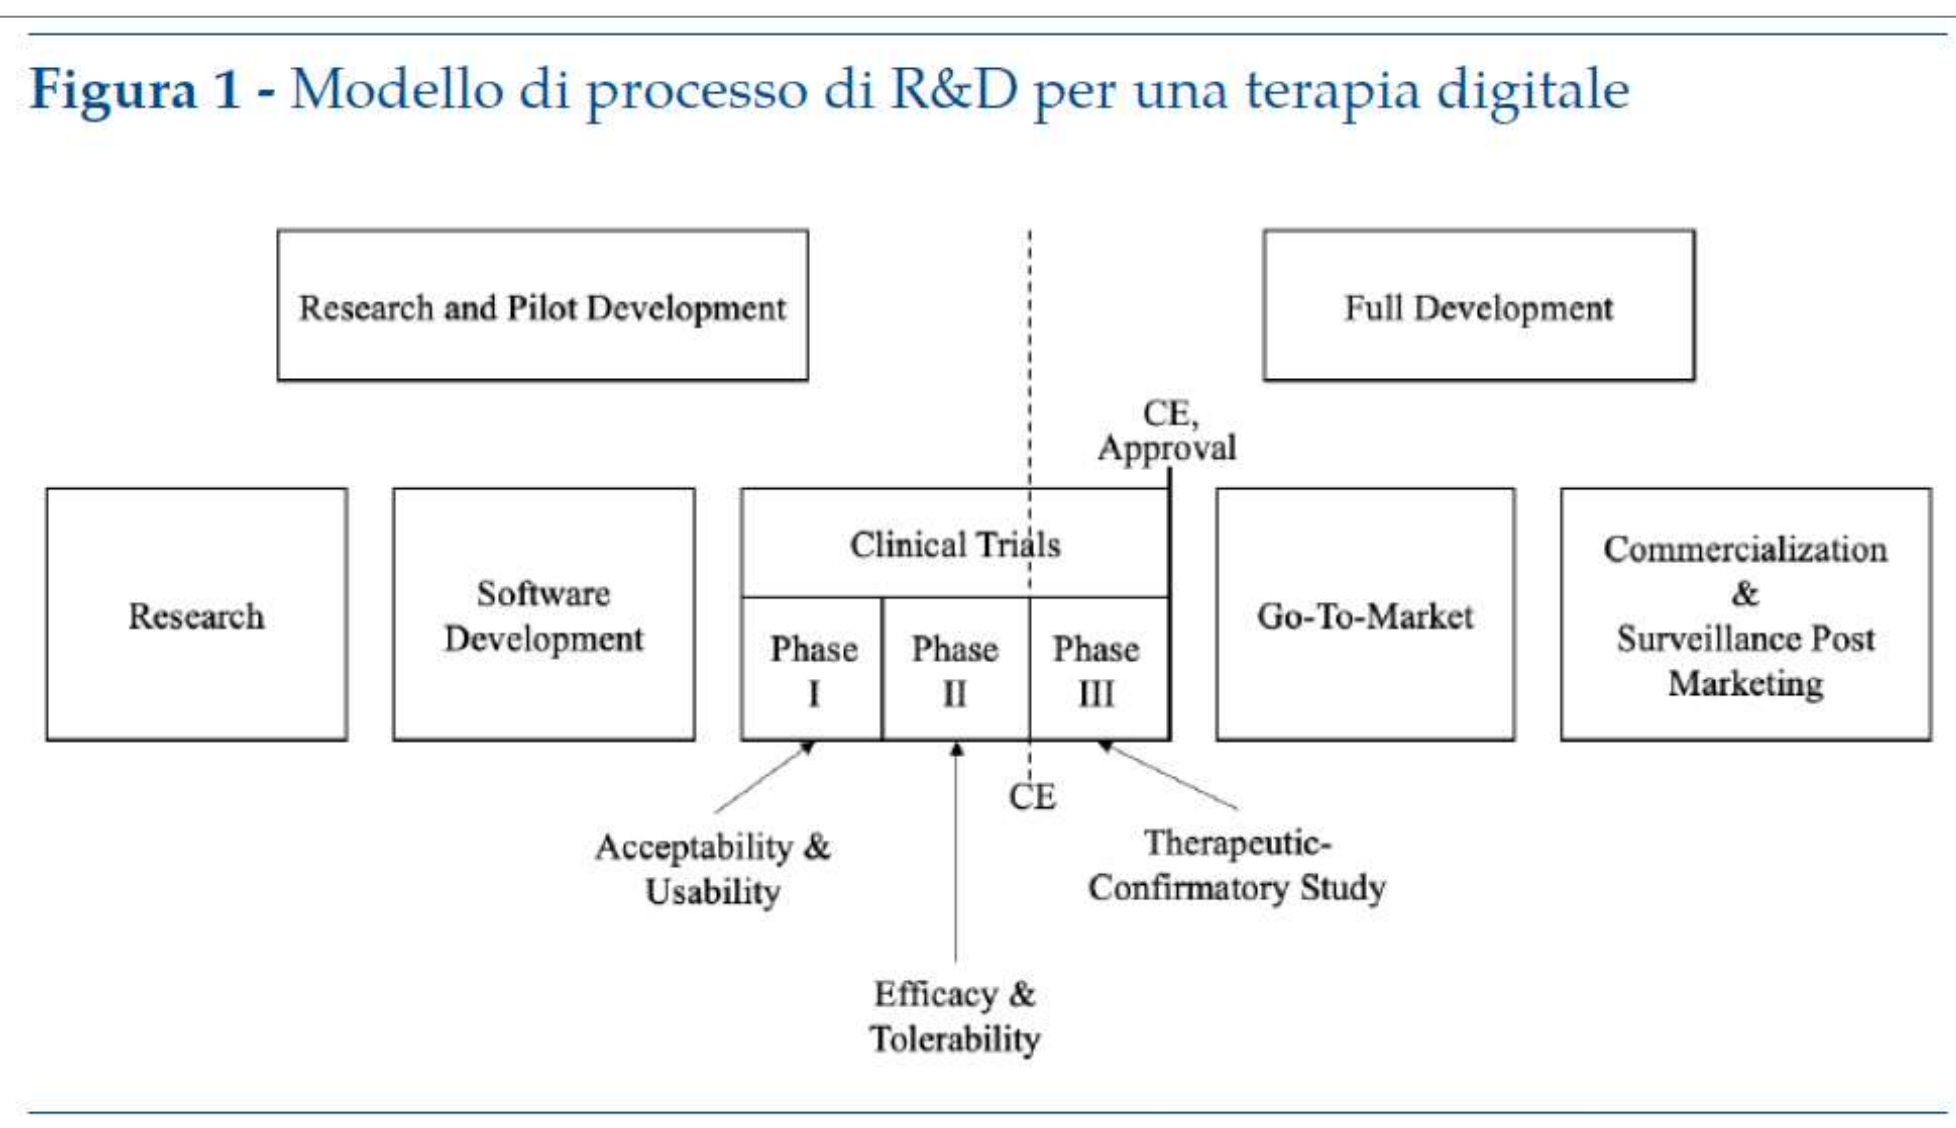 Figura 1 - Modello di processo di R&D per una terapia digitale
Research and Pilot Development
Full Development
CE,
Approval
Research
Software
Development
Clinical Trials
Phase
I
Phase
II
Phase
III
Go-To-Market
Commercialization
&
Surveillance Post
Marketing
CE
Acceptability &
Usability
Therapeutic-
Confirmatory Study
Efficacy &
Tolerability